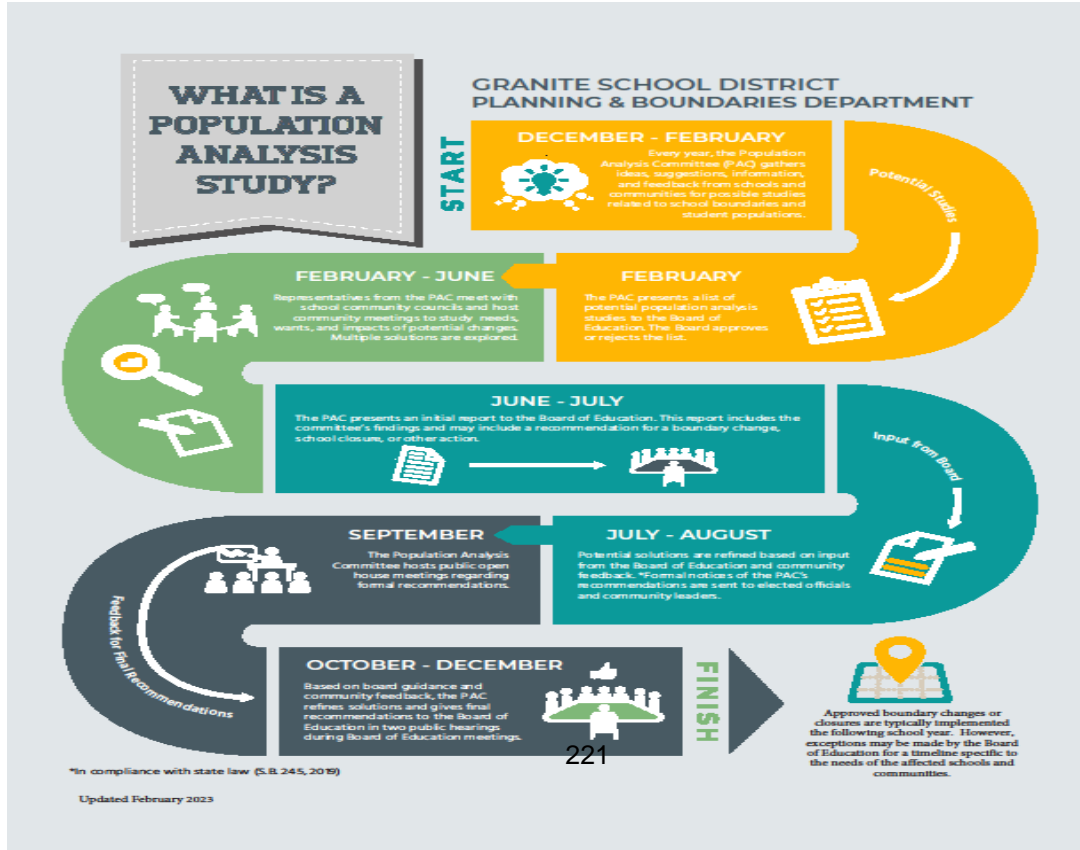 WHAT IS A
POPULATION
ANALYSIS
STUDY?
GRANITE SCHOOL DISTRICT
PLANNING & BOUNDARIES DEPARTMENT
START
DECEMBER - FEBRUARY
Every year, the Population
Analysis Committee (PAC) gathers
ideas, suggestions, information,
and feedback from schools and
communities for possible studies
related to school boundaries and
student populations.
Potential Studies
FEBRUARY
The PAC presents a list of
potential population analysis
studies to the Board of
Education. The Board approves
or rejects the list.
FEBRUARY - JUNE
Representatives from the PAC meet with
school community councils and host
community meetings to study needs,
wants, and impacts of potential changes.
Multiple solutions are explored.
JUNE - JULY
The PAC presents an initial report to the Board of Education. This report includes the
committee's findings and may include a recommendation for a boundary change,
school closure, or other action.
Input from Board
JULY - AUGUST
Potential solutions are refined based on input
from the Board of Education and community
feedback. *Formal notices of the PAC's
recommendations are sent to elected officials
and community leaders.
SEPTEMBER
The Population Analysis
Committee hosts public open
house meetings regarding
formal recommendations.
Feedback for Final Recommendations
OCTOBER - DECEMBER
Based on board guidance and
community feedback, the PAC
refines solutions and gives final
recommendations to the Board of
Education in two public hearings
during Board of Education meetings.
FINISH
Approved boundary changes or
closures are typically implemented
the following school year. However,
exceptions may be made by the Board
of Education for a timeline specific to
the needs of the affected schools and
communities.
221
*In compliance with state law (S.B. 245, 2019)
Updated February 2023